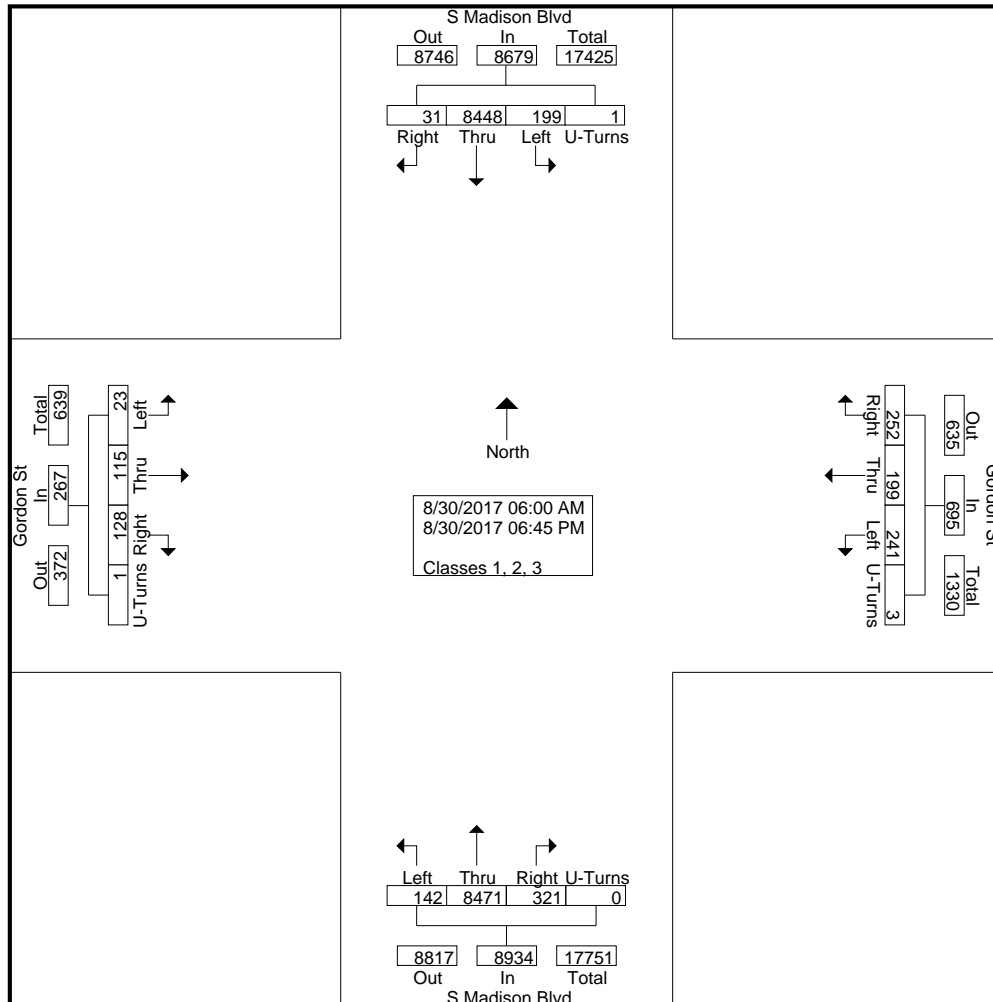 S Madison Blvd
Out In Total
8746 8679 17425
31 8448 199 1
Right Thru Left U-Turns
Gordon St
Total In Out
639 267 372
23 115 128 1
Left Thru Right U-Turns
North
8/30/2017 06:00 AM
8/30/2017 06:45 PM
Classes 1, 2, 3
Right Thru Left U-Turns
252 199 241 3
Out In Total
635 695 1330
Gordon St
Left Thru Right U-Turns
142 8471 321 0
8817 8934 17751
Out In Total
S Madison Blvd